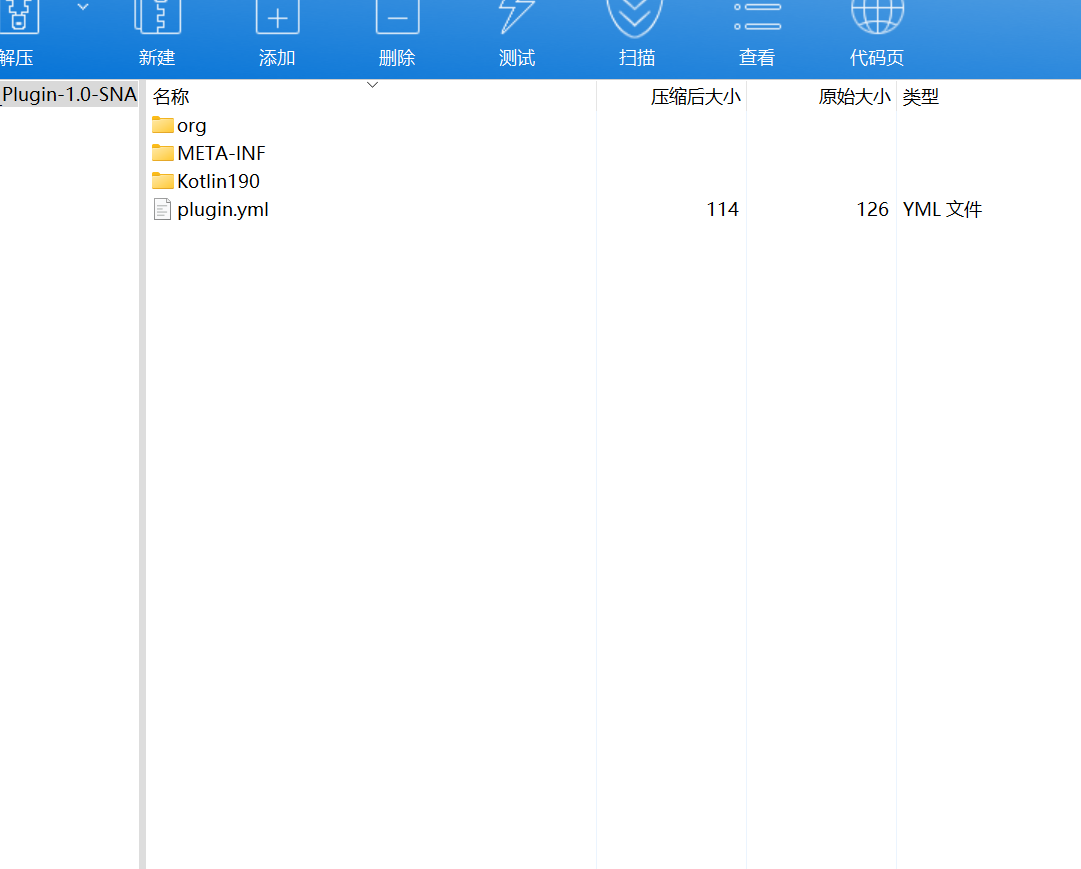 解压 新建 添加 删除 测试 扫描 查看 代码页
Plugin-1.0-SNA
名称 压缩后大小 原始大小 类型
org
META-INF
Kotlin190
plugin.yml 114 126 YML 文件